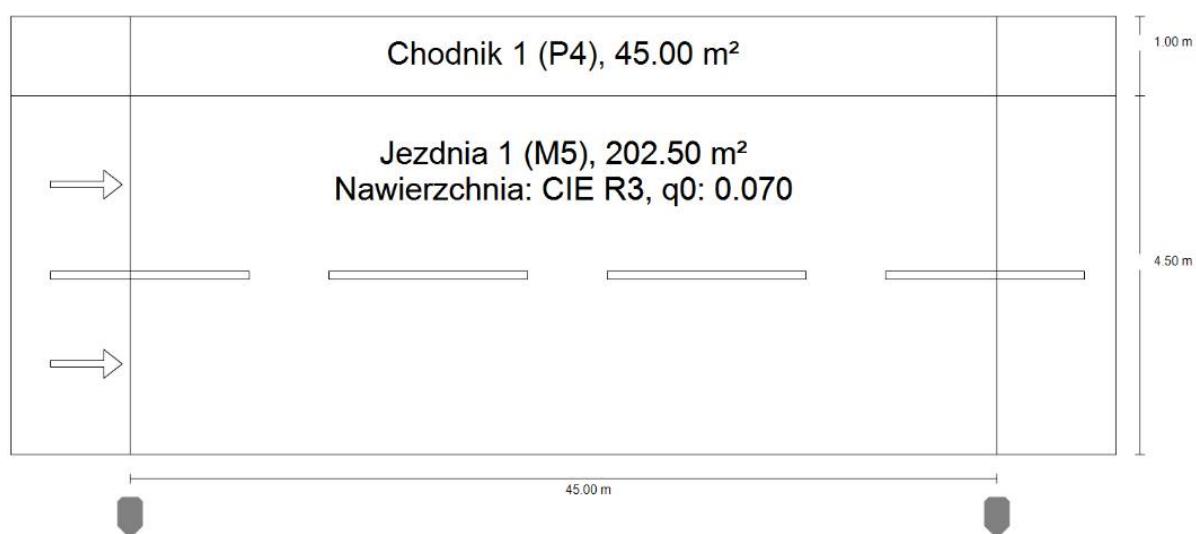 Chodnik 1 (P4), 45.00 m²
1.00 m
Jezdnia 1 (M5), 202.50 m²
Nawierzchnia: CIE R3, q0: 0.070
4.50 m
45.00 m